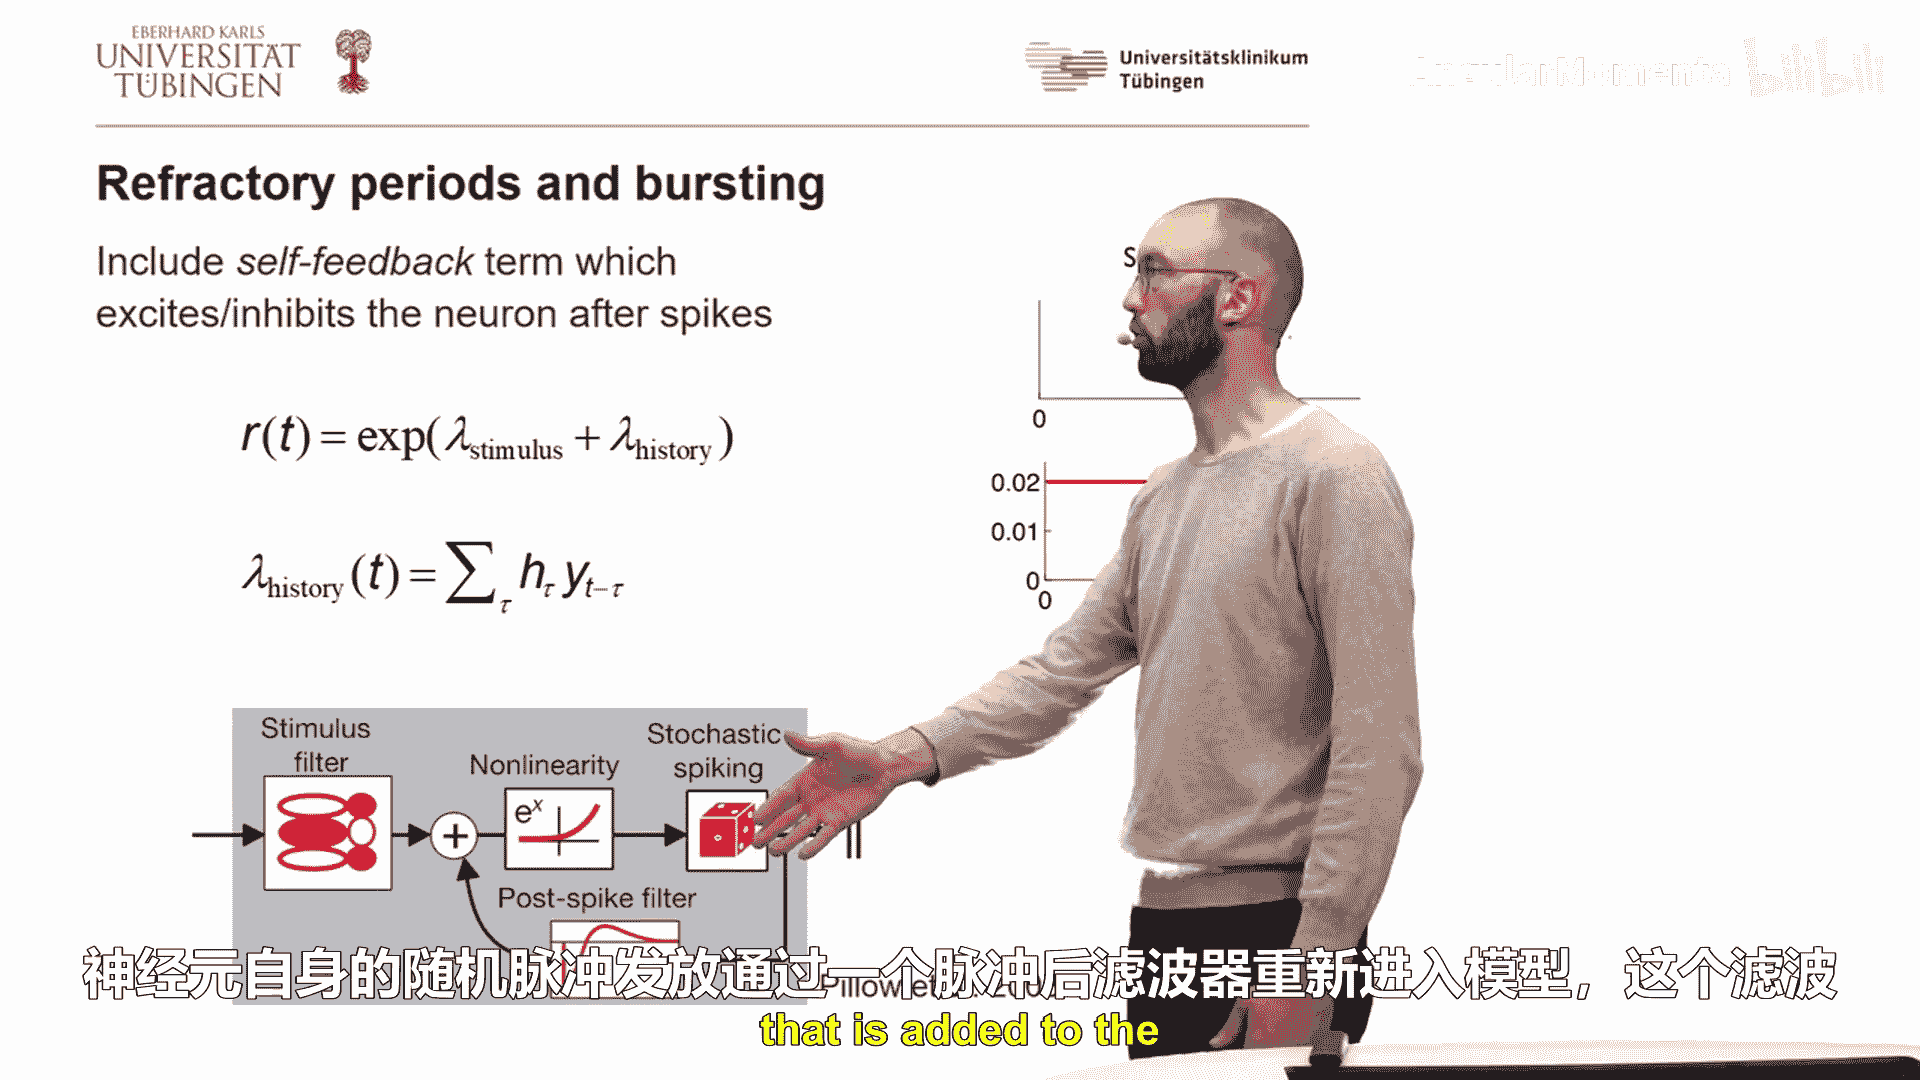 EBERHARD KARLS
UNIVERSITÄT
TÜBINGEN
Universitätsklinikum
Tübingen
AngularMomenta bilibili
Refractory periods and bursting
Include self-feedback term which
excites/inhibits the neuron after spikes
r(t) = exp(λstimulus + λhistory)
λhistory(t) = ∑τ hτ yt−τ
0
0.02
0.01
0
0
Stimulus
filter
Nonlinearity
Stochastic
spiking
+
eˣ
Post-spike filter
神经元自身的随机脉冲发放通过一个脉冲后滤波器重新进入模型，这个滤波
that is added to the